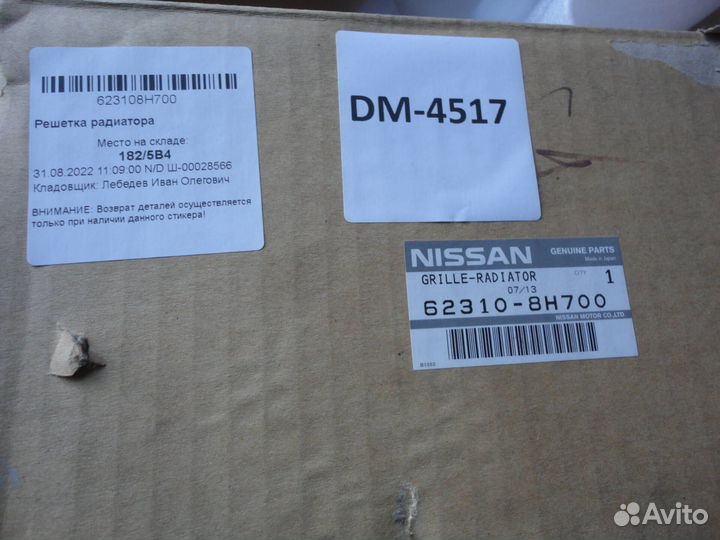 623108H700
Решетка радиатора
Место на складе:
182/5B4
31.08.2022 11:09:00 N/D Ш-00028566
Кладовщик: Лебедев Иван Олегович
ВНИМАНИЕ: Возврат деталей осуществляется
только при наличии данного стикера!
DM-4517
NISSAN GENUINE PARTS
Made in Japan
GRILLE-RADIATOR QTY 1
07/13
62310-8H700
NISSAN MOTOR CO.,LTD.
Avito